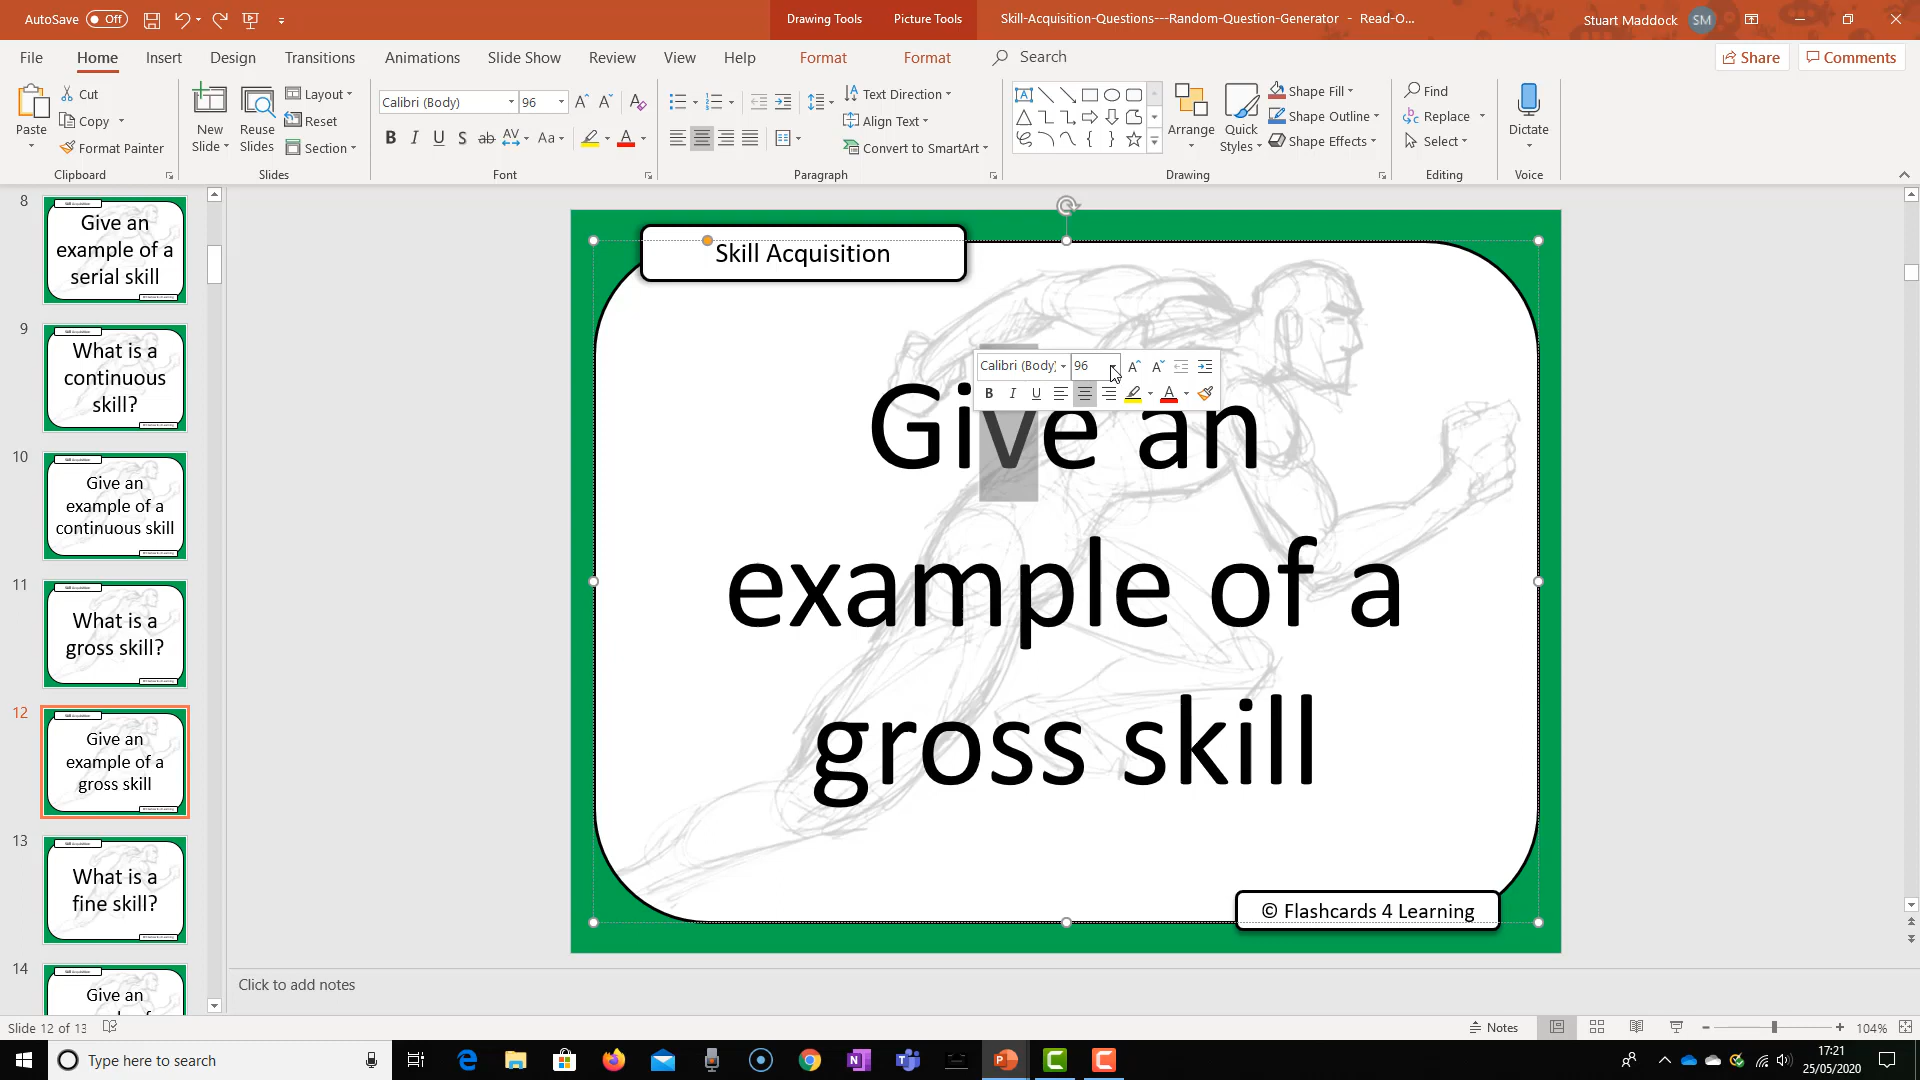 AutoSave Off
Drawing Tools Picture Tools
Skill-Acquisition-Questions---Random-Question-Generator - Read-O...
Stuart Maddock SM
File Home Insert Design Transitions Animations Slide Show Review View Help Format Format Search
Share Comments
Paste Cut Copy Format Painter
New Slide Reuse Slides Layout Reset Section
Calibri (Body) 96
Text Direction Align Text Convert to SmartArt
Arrange Quick Styles Shape Fill Shape Outline Shape Effects
Find Replace Select
Dictate
Clipboard Slides Font Paragraph Drawing Editing Voice
8
Give an
example of a
serial skill
9
What is a
continuous
skill?
10
Give an
example of a
continuous skill
11
What is a
gross skill?
12
Give an
example of a
gross skill
13
What is a
fine skill?
14
Give an
Skill Acquisition
Calibri (Body) 96
B I U
Give an
example of a
gross skill
© Flashcards 4 Learning
Click to add notes
Slide 12 of 13
Notes
104%
Type here to search
17:21
25/05/2020